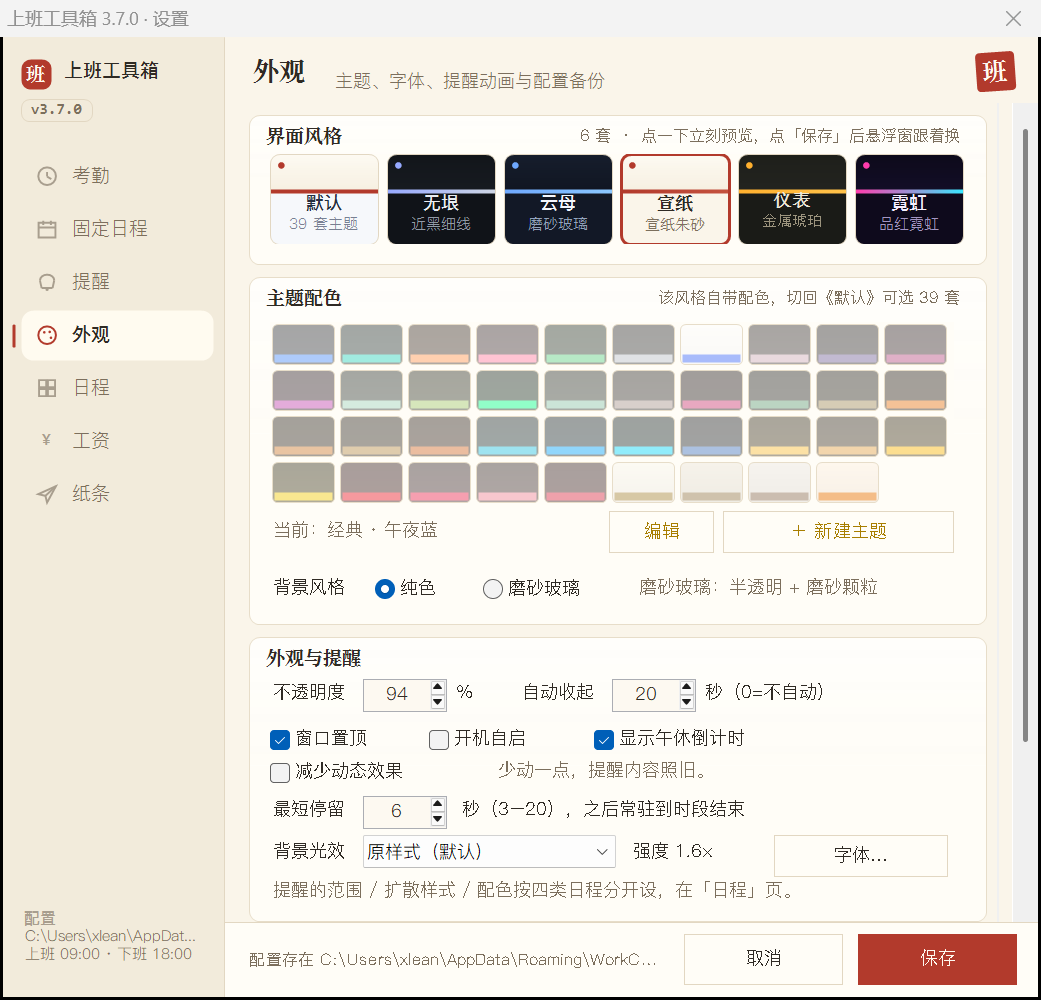 上班工具箱 3.7.0 · 设置
班 上班工具箱
v3.7.0
考勤
固定日程
提醒
外观
日程
¥ 工资
纸条
配置
C:\Users\xlean\AppDat...
上班 09:00 · 下班 18:00
外观 主题、字体、提醒动画与配置备份
班
界面风格 6 套 · 点一下立刻预览，点「保存」后悬浮窗跟着换
默认 无垠 云母 宣纸 仪表 霓虹
39 套主题 近黑细线 磨砂玻璃 宣纸朱砂 金属琥珀 品红霓虹
主题配色 该风格自带配色，切回《默认》可选 39 套
当前：经典 · 午夜蓝 编辑 + 新建主题
背景风格 纯色 磨砂玻璃 磨砂玻璃：半透明 + 磨砂颗粒
外观与提醒
不透明度 94 % 自动收起 20 秒（0=不自动）
窗口置顶 开机自启 显示午休倒计时
减少动态效果 少动一点，提醒内容照旧。
最短停留 6 秒（3—20），之后常驻到时段结束
背景光效 原样式（默认） 强度 1.6× 字体...
提醒的范围 / 扩散样式 / 配色按四类日程分开设，在「日程」页。
配置存在 C:\Users\xlean\AppData\Roaming\WorkC... 取消 保存